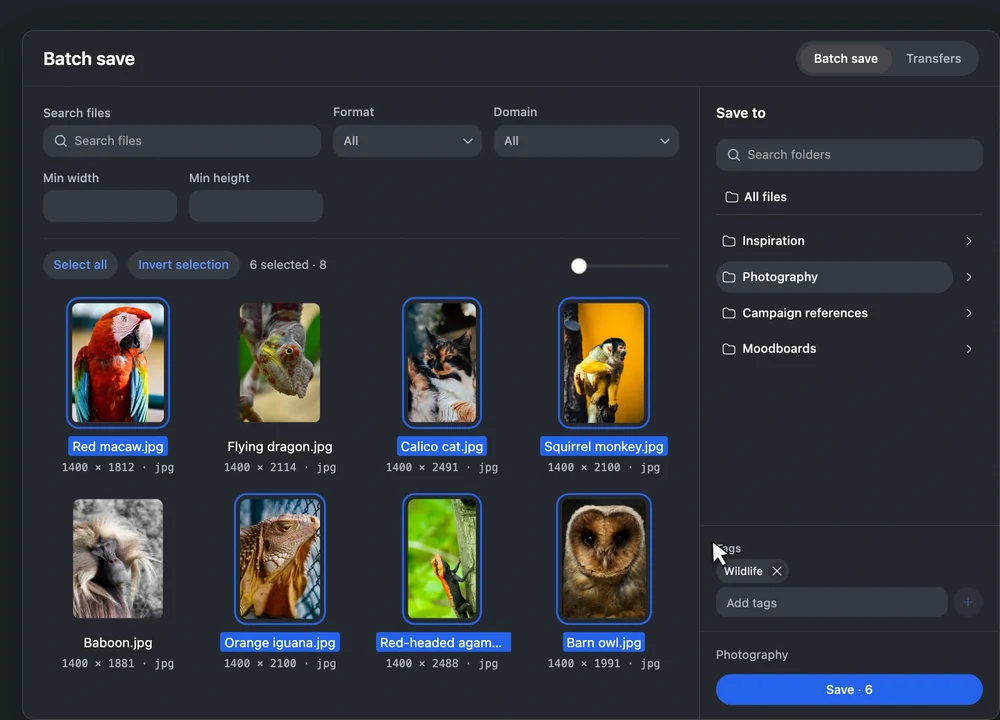 Batch save
Batch save
Transfers
Search files
Format
Domain
Search files
All
All
Min width
Min height
Select all
Invert selection
6 selected · 8
Red macaw.jpg
Flying dragon.jpg
Calico cat.jpg
Squirrel monkey.jpg
1400 × 1812 · jpg
1400 × 2114 · jpg
1400 × 2491 · jpg
1400 × 2100 · jpg
Baboon.jpg
Orange iguana.jpg
Red-headed agam...
Barn owl.jpg
1400 × 1881 · jpg
1400 × 2100 · jpg
1400 × 2488 · jpg
1400 × 1991 · jpg
Save to
Search folders
All files
Inspiration
Photography
Campaign references
Moodboards
Tags
Wildlife
Add tags
Photography
Save · 6